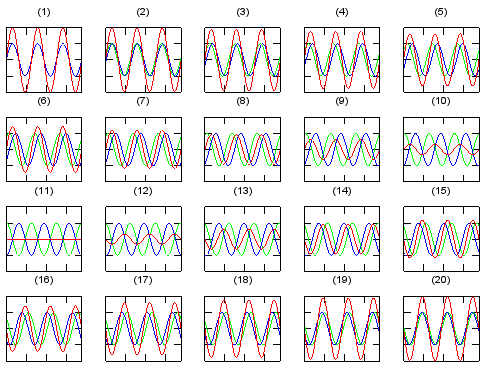 (1) (2) (3) (4) (5)
(6) (7) (8) (9) (10)
(11) (12) (13) (14) (15)
(16) (17) (18) (19) (20)